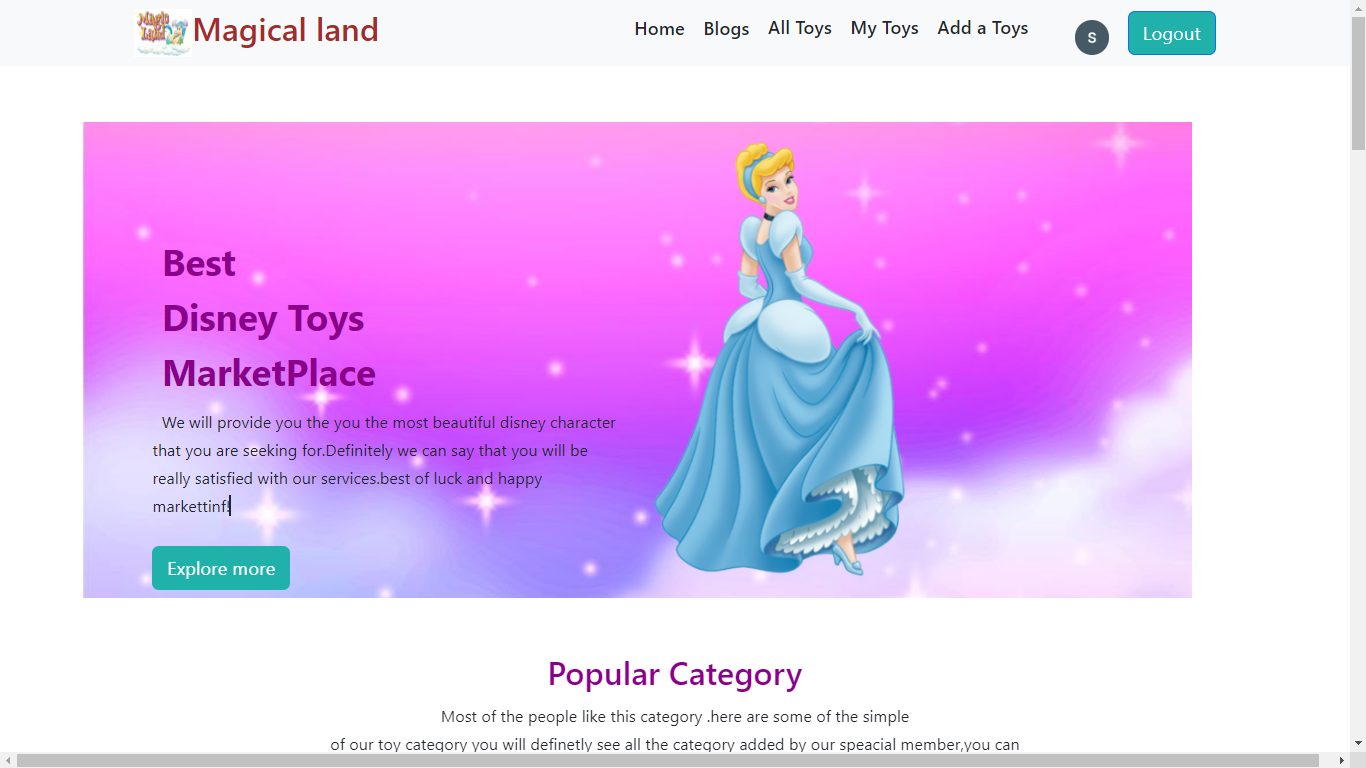 Magic
Land
Magical land
Home Blogs All Toys My Toys Add a Toys
S
Logout
Best
Disney Toys
MarketPlace
We will provide you the you the most beautiful disney character
that you are seeking for.Definitely we can say that you will be
really satisfied with our services.best of luck and happy
markettinf!
Explore more
Popular Category
Most of the people like this category .here are some of the simple
of our toy category you will definetly see all the category added by our speacial member,you can